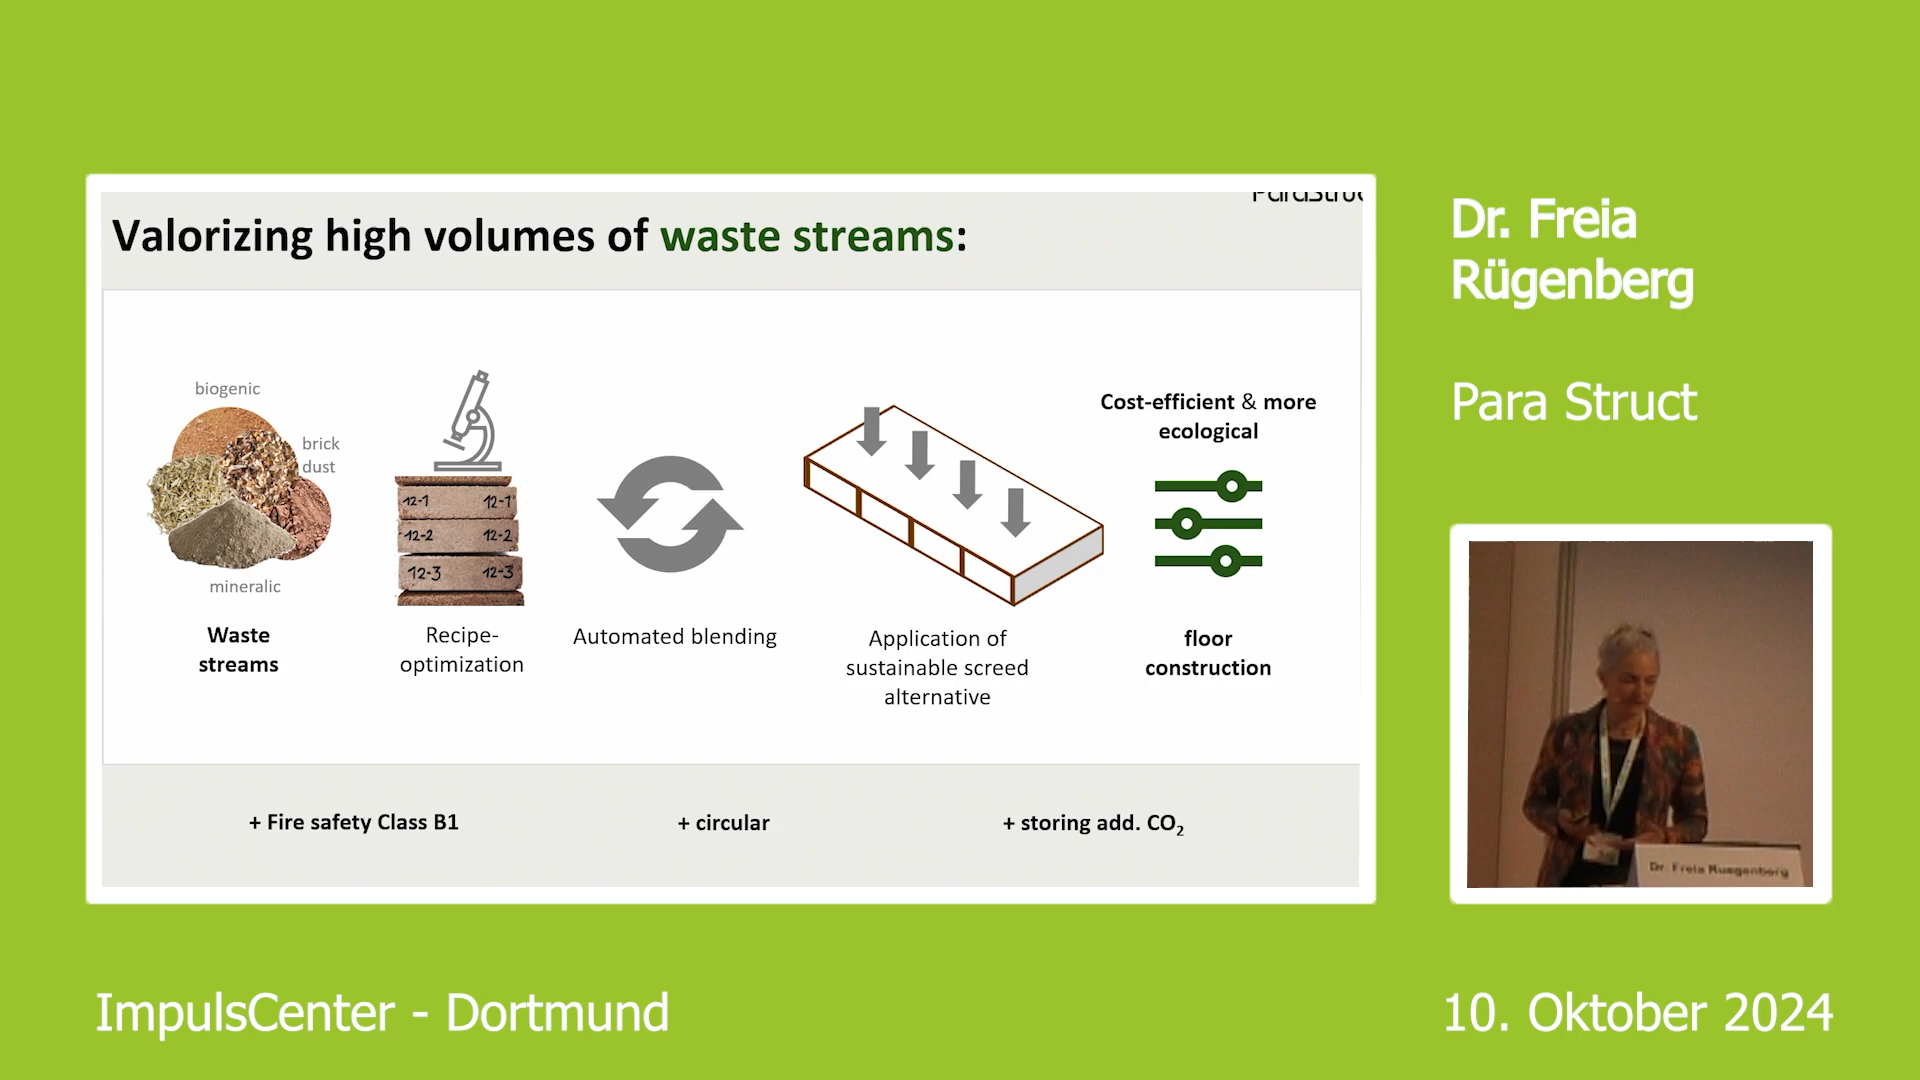 Valorizing high volumes of waste streams:
biogenic
brick
dust
mineralic
12-1 12-1
12-2 12-2
12-3 12-3
Cost-efficient & more
ecological
Waste
streams
Recipe-
optimization
Automated blending
Application of
sustainable screed
alternative
floor
construction
+ Fire safety Class B1
+ circular
+ storing add. CO₂
Dr. Freia
Rügenberg
Para Struct
Dr. Freia Ruegenberg
ImpulsCenter - Dortmund
10. Oktober 2024